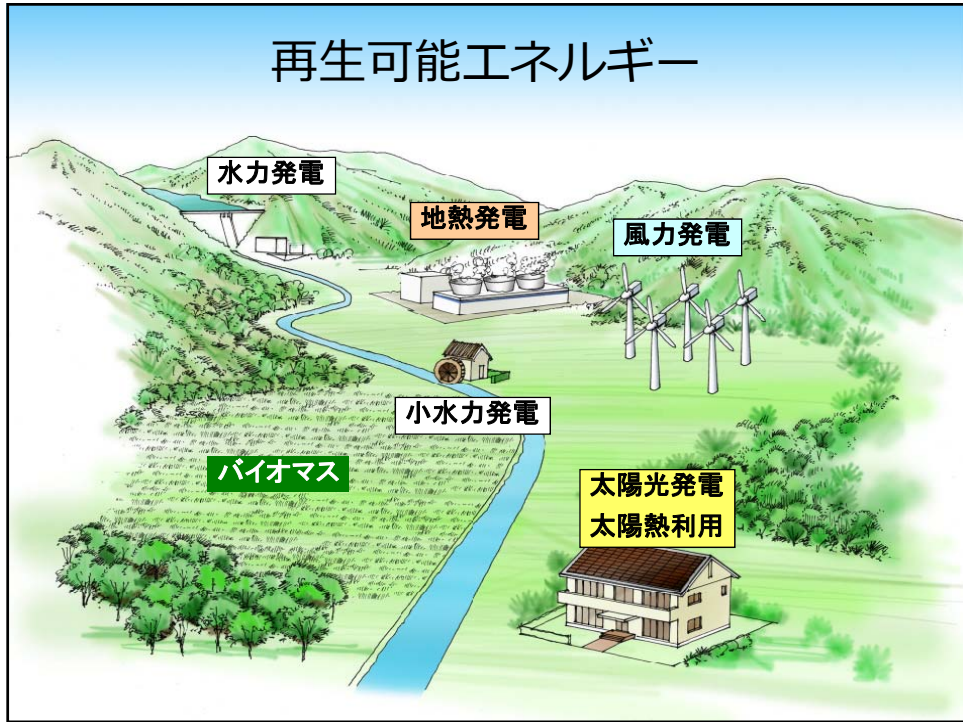 再生可能エネルギー
水力発電
地熱発電
風力発電
小水力発電
バイオマス
太陽光発電
太陽熱利用